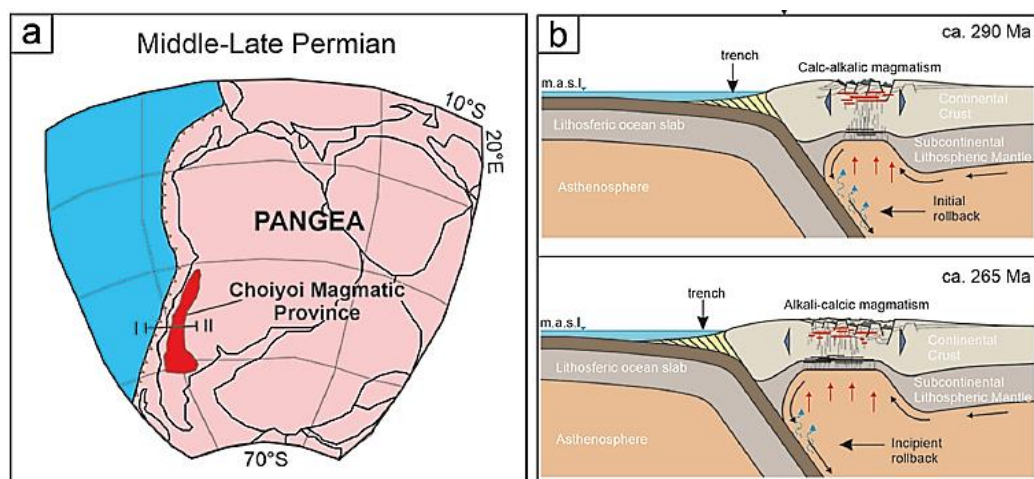 a
Middle-Late Permian
10°S
20°E
PANGEA
Choiyoi Magmatic
Province
I
II
70°S
b
ca. 290 Ma
trench
Calc-alkalic magmatism
m.a.s.l
Lithosferic ocean slab
Continental
Crust
Subcontinental
Lithospheric Mantle
Asthenosphere
Initial
rollback
ca. 265 Ma
trench
Alkali-calcic magmatism
m.a.s.l
Lithosferic ocean slab
Continental
Crust
Subcontinental
Lithospheric Mantle
Asthenosphere
Incipient
rollback